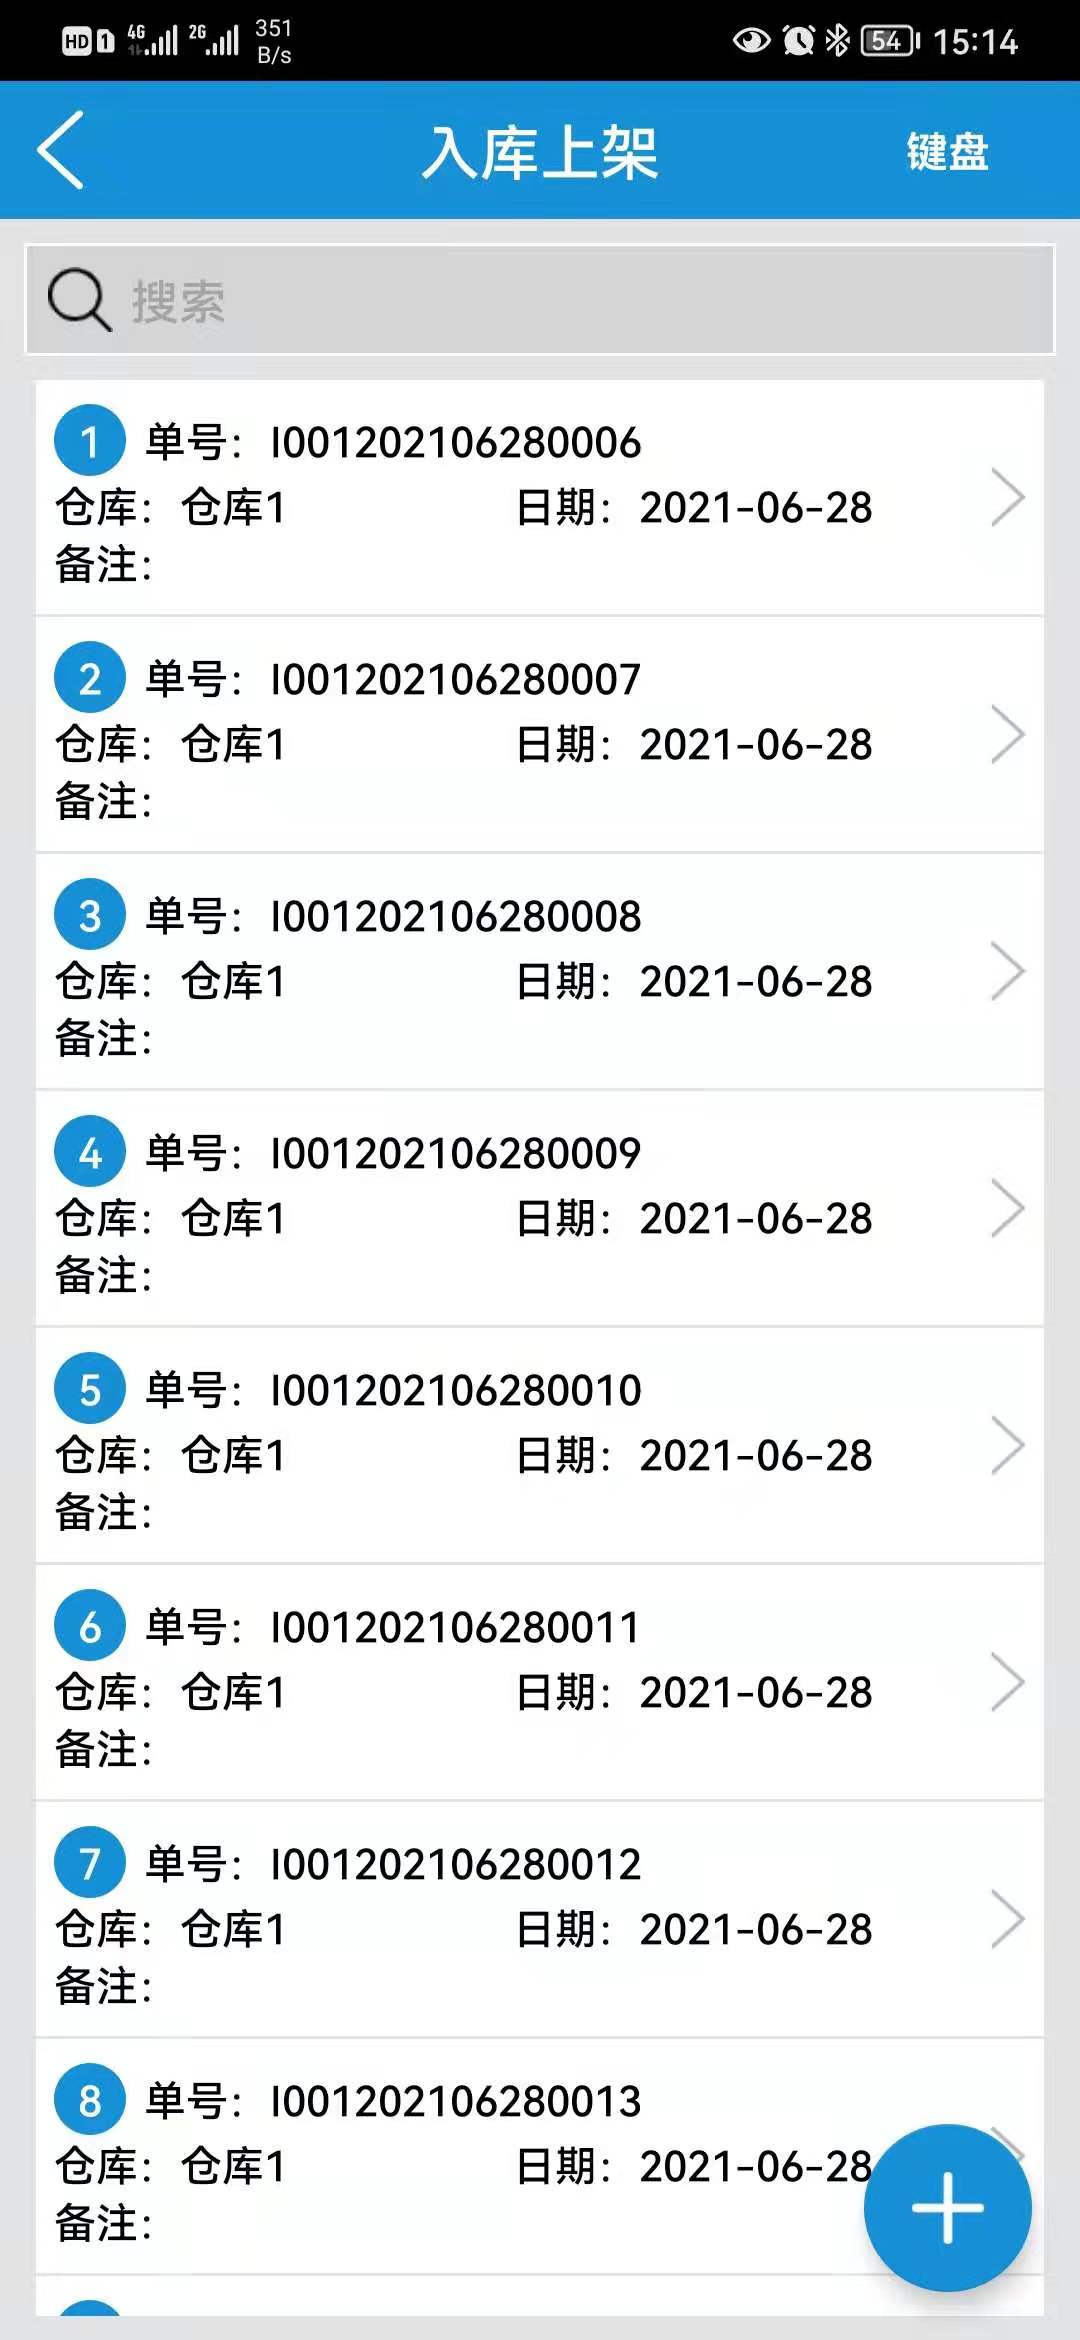 HD 1 4G 2G 351 B/s 54 15:14
入库上架 键盘
搜索
1 单号：I001202106280006
仓库：仓库1 日期：2021-06-28
备注：
2 单号：I001202106280007
仓库：仓库1 日期：2021-06-28
备注：
3 单号：I001202106280008
仓库：仓库1 日期：2021-06-28
备注：
4 单号：I001202106280009
仓库：仓库1 日期：2021-06-28
备注：
5 单号：I001202106280010
仓库：仓库1 日期：2021-06-28
备注：
6 单号：I001202106280011
仓库：仓库1 日期：2021-06-28
备注：
7 单号：I001202106280012
仓库：仓库1 日期：2021-06-28
备注：
8 单号：I001202106280013
仓库：仓库1 日期：2021-06-28
备注：